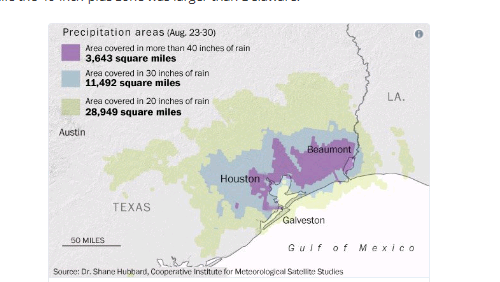 Precipitation areas (Aug. 23-30)
Area covered in more than 40 inches of rain
3,643 square miles
Area covered in 30 inches of rain
11,492 square miles
Area covered in 20 inches of rain
28,949 square miles
LA.
Austin
Beaumont
Houston
TEXAS
Galveston
50 MILES
Gulf of Mexico
Source: Dr. Shane Hubbard, Cooperative Institute for Meteorological Satellite Studies